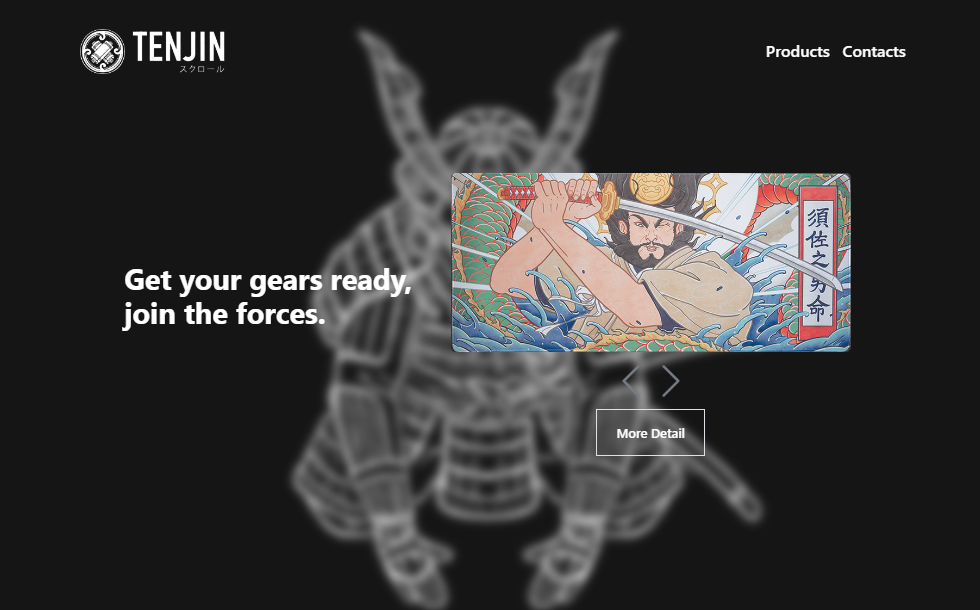 TENJIN
スクロール
Products Contacts
須佐之男命
Get your gears ready,
join the forces.
More Detail